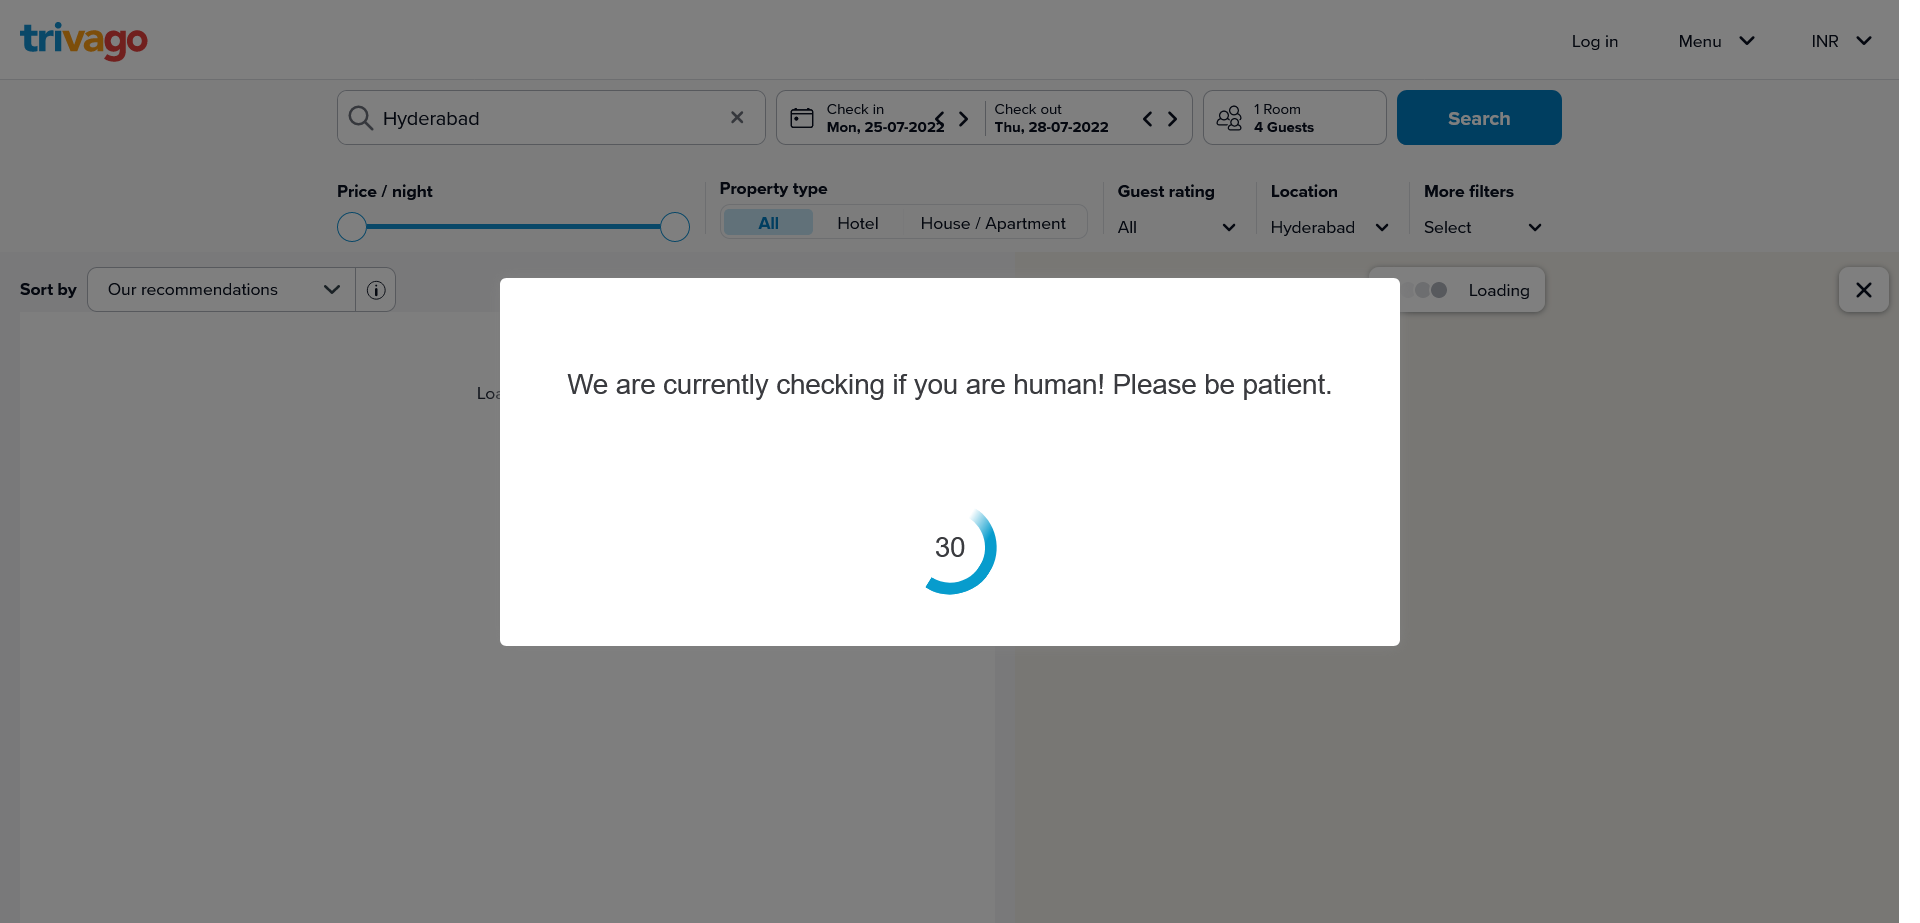 trivago
Log in
Menu
INR
Hyderabad
Check in
Mon, 25-07-2022
Check out
Thu, 28-07-2022
1 Room
4 Guests
Search
Price / night
Property type
All
Hotel
House / Apartment
Guest rating
All
Location
Hyderabad
More filters
Select
Sort by
Our recommendations
Loading
We are currently checking if you are human! Please be patient.
30